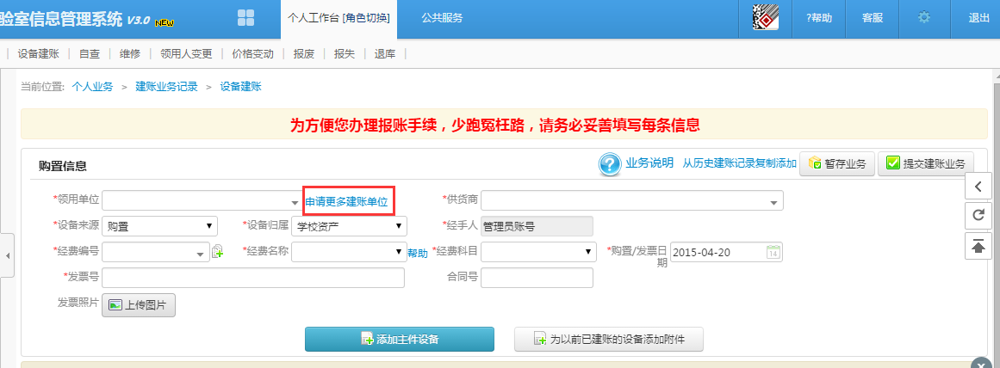 验室信息管理系统 V3.0 NEW 个人工作台 [角色切换] 公共服务 ?帮助 客服 退出
设备建账 自查 维修 领用人变更 价格变动 报废 报失 退库
当前位置: 个人业务 > 建账业务记录 > 设备建账
为方便您办理报账手续，少跑冤枉路，请务必妥善填写每条信息
购置信息 ? 业务说明 从历史建账记录复制添加 暂存业务 提交建账业务
*领用单位 申请更多建账单位 *供货商
*设备来源 购置 *设备归属 学校资产 *经手人 管理员账号
*经费编号 *经费名称 帮助 *经费科目 *购置/发票日期 2015-04-20 14
*发票号 合同号
发票照片 上传图片
添加主件设备 为以前已建账的设备添加附件